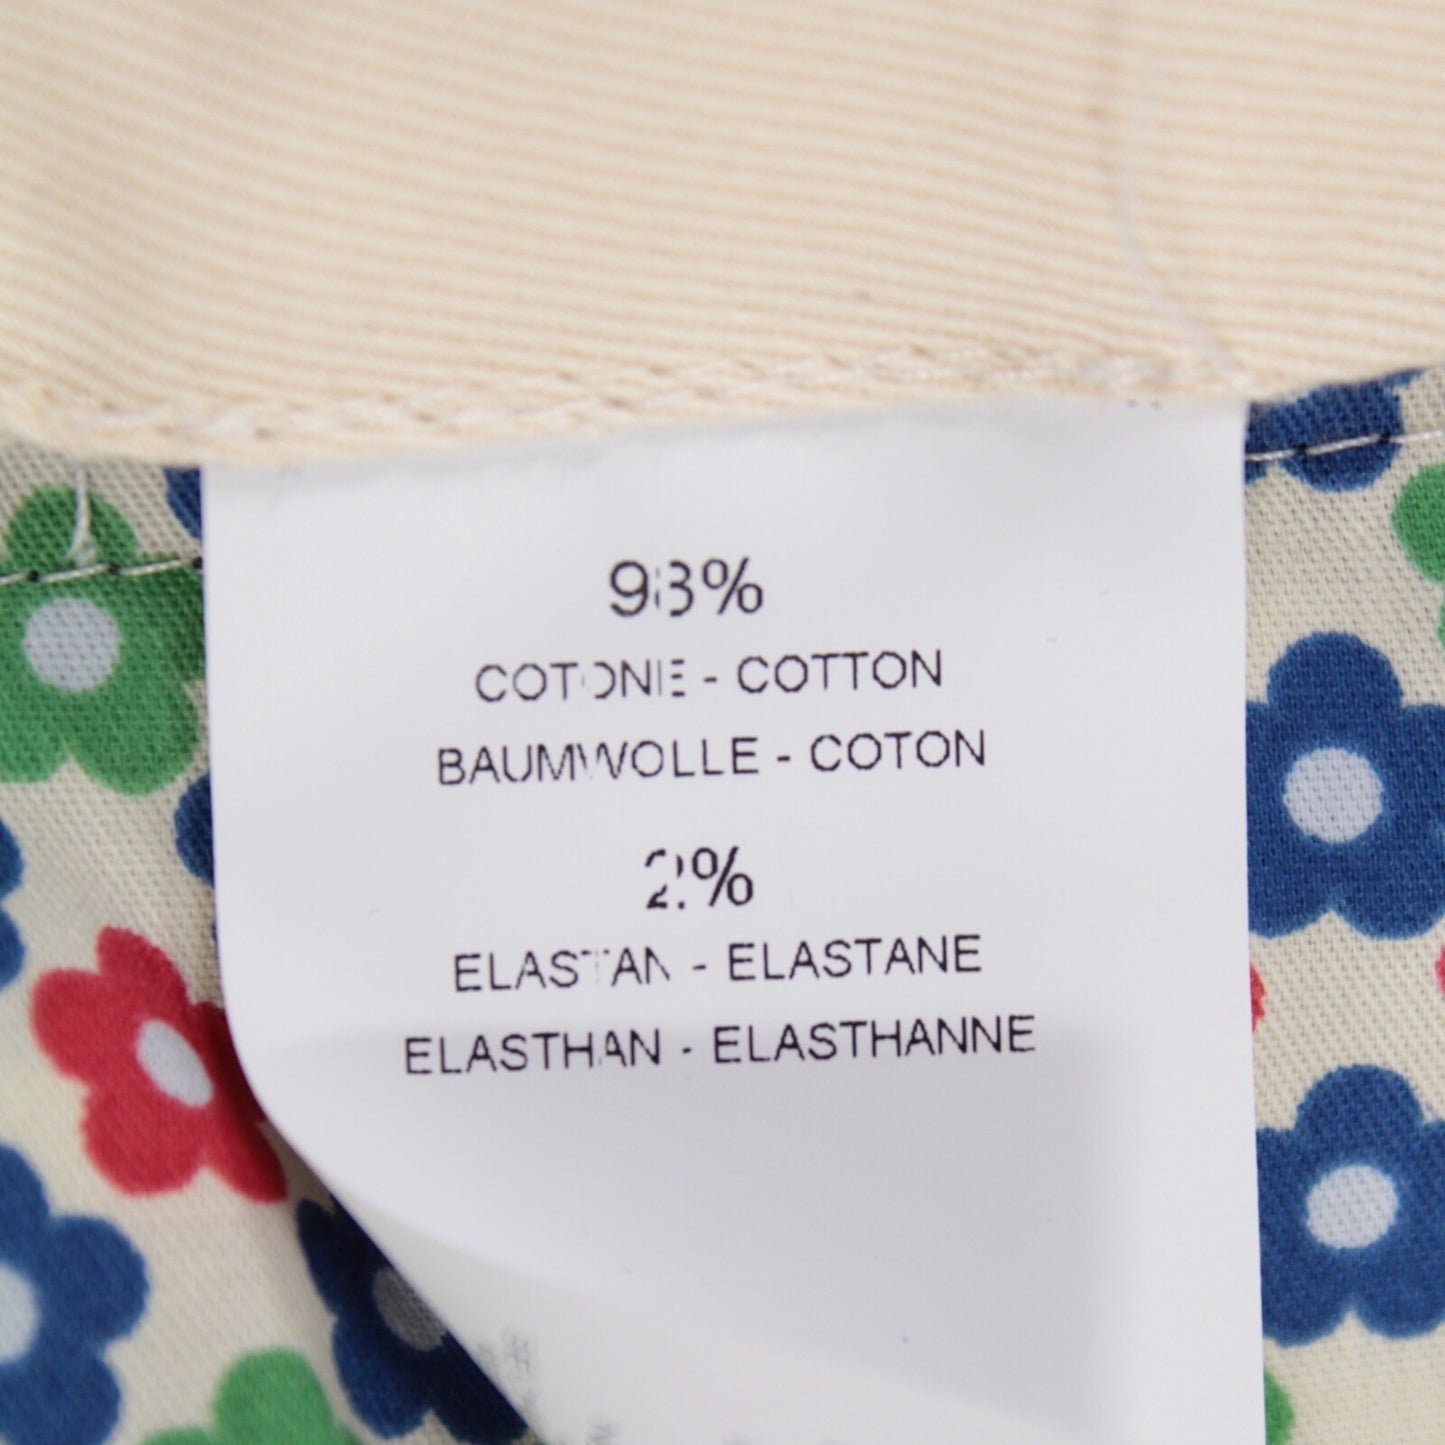 98%
COTONE - COTTON
BAUMWOLLE - COTON
2%
ELASTAN - ELASTANE
ELASTHAN - ELASTHANNE